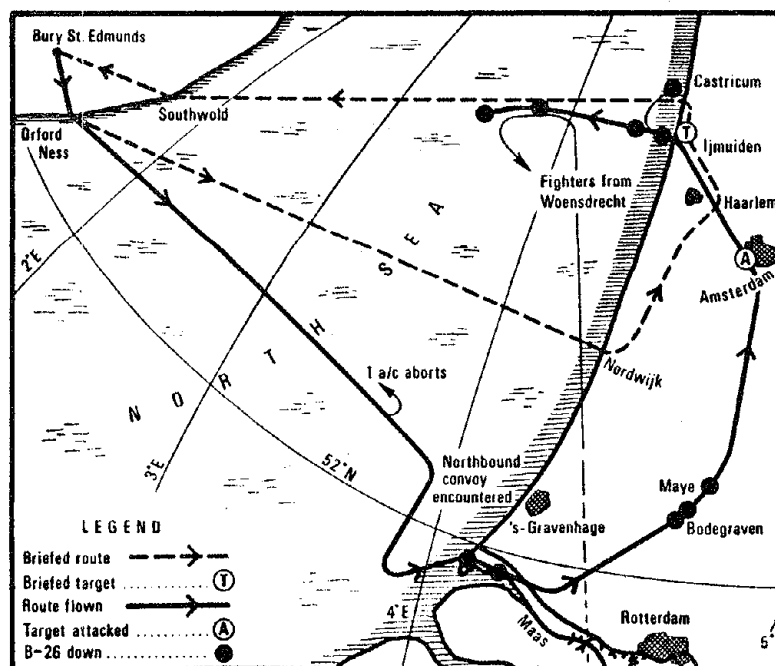 Bury St. Edmunds
Orford
Ness
Southwold
Castricum
Ijmuiden
Fighters from
Woensdrecht
Haarlem
Amsterdam
A
T
2°E
NORTH SEA
Nordwijk
1 a/c aborts
3°E
52°N
Northbound
convoy
encountered
's-Gravenhage
Maye
Bodegraven
LEGEND
Briefed route
Briefed target .......... T
Route flown
Target attacked ....... A
B-26 down ..........
4°E
Maas
Rotterdam
5°